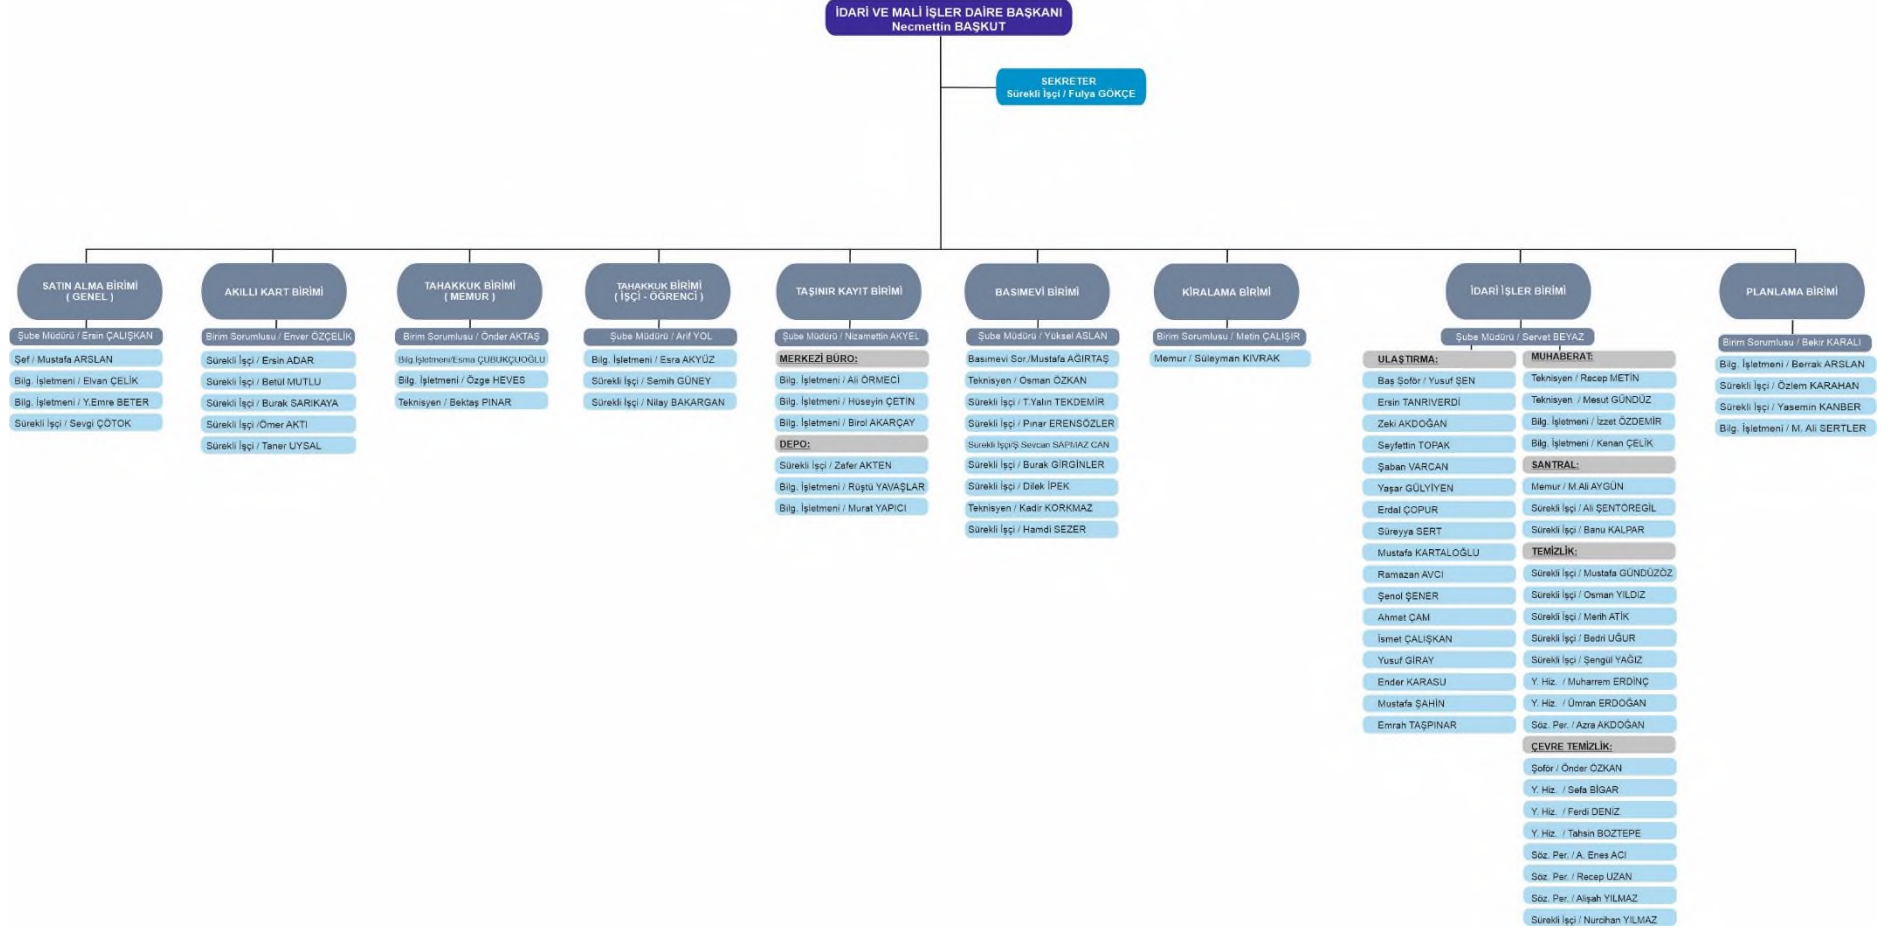 İDARİ VE MALİ İŞLER DAİRE BAŞKANI
Necmettin BAŞKUT
SEKRETER
Sürekli İşçi / Fulya GÖKÇE
SATIN ALMA BİRİMİ
( GENEL )
Şube Müdürü / Ersin ÇALIŞKAN
Şef / Mustafa ARSLAN
Bilg. İşletmeni / Elvan ÇELİK
Bilg. İşletmeni / Y.Emre BETER
Sürekli İşçi / Sevgi ÇÖTOK
AKILLI KART BİRİMİ
Birim Sorumlusu / Enver ÖZÇELİK
Sürekli İşçi / Ersin ADAR
Sürekli İşçi / Betül MUTLU
Sürekli İşçi / Burak SARIKAYA
Sürekli İşçi /Ömer AKTI
Sürekli İşçi / Taner UYSAL
TAHAKKUK BİRİMİ
( MEMUR )
Birim Sorumlusu / Önder AKTAŞ
Bilg.İşletmeni/Esma ÇUBUKÇUOĞLU
Bilg. İşletmeni / Özge HEVES
Teknisyen / Bektaş PINAR
TAHAKKUK BİRİMİ
( İŞÇİ - ÖĞRENCİ )
Şube Müdürü / Arif YOL
Bilg. İşletmeni / Esra AKYÜZ
Sürekli İşçi / Semih GÜNEY
Sürekli İşçi / Nilay BAKARGAN
TAŞINIR KAYIT BİRİMİ
Şube Müdürü / Nizamettin AKYEL
MERKEZİ BÜRO:
Bilg. İşletmeni / Ali ÖRMECİ
Bilg. İşletmeni / Hüseyin ÇETİN
Bilg. İşletmeni / Birol AKARÇAY
DEPO:
Sürekli İşçi / Zafer AKTEN
Bilg. İşletmeni / Rüştü YAVAŞLAR
Bilg. İşletmeni / Murat YAPICI
BASIMEVİ BİRİMİ
Şube Müdürü / Yüksel ASLAN
Basımevi Sor./Mustafa AĞIRTAŞ
Teknisyen / Osman ÖZKAN
Sürekli İşçi / T.Yalın TEKDEMİR
Sürekli İşçi / Pınar ERENSÖZLER
Sürekli İşçi/Ş.Sevcan SAPMAZ CAN
Sürekli İşçi / Burak GİRGİNLER
Sürekli İşçi / Dilek İPEK
Teknisyen / Kadir KORKMAZ
Sürekli İşçi / Hamdi SEZER
KİRALAMA BİRİMİ
Birim Sorumlusu / Metin ÇALIŞIR
Memur / Süleyman KIVRAK
İDARİ İŞLER BİRİMİ
Şube Müdürü / Servet BEYAZ
ULAŞTIRMA:
Baş Şoför / Yusuf ŞEN
Ersin TANRIVERDİ
Zeki AKDOĞAN
Seyfettin TOPAK
Şaban VARCAN
Yaşar GÜLYİYEN
Erdal ÇOPUR
Süreyya SERT
Mustafa KARTALOĞLU
Ramazan AVCI
Şenol ŞENER
Ahmet ÇAM
İsmet ÇALIŞKAN
Yusuf GİRAY
Ender KARASU
Mustafa ŞAHİN
Emrah TAŞPINAR
MUHABERAT:
Teknisyen / Recep METİN
Teknisyen / Mesut GÜNDÜZ
Bilg. İşletmeni / İzzet ÖZDEMİR
Bilg. İşletmeni / Kenan ÇELİK
SANTRAL:
Memur / M.Ali AYGÜN
Sürekli İşçi / Ali ŞENTÖREGİL
Sürekli İşçi / Banu KALPAR
TEMİZLİK:
Sürekli İşçi / Mustafa GÜNDÜZÖZ
Sürekli İşçi / Osman YILDIZ
Sürekli İşçi / Merih ATİK
Sürekli İşçi / Bedri UĞUR
Sürekli İşçi / Şengül YAĞIZ
Y. Hiz. / Muharrem ERDİNÇ
Y. Hiz. / Ümran ERDOĞAN
Söz. Per. / Azra AKDOĞAN
ÇEVRE TEMİZLİK:
Şoför / Önder ÖZKAN
Y. Hiz. / Sefa BİGAR
Y. Hiz. / Ferdi DENİZ
Y. Hiz. / Tahsin BOZTEPE
Söz. Per. / A. Enes ACI
Söz. Per. / Recep UZAN
Söz. Per. / Alişah YILMAZ
Sürekli İşçi / Nurcihan YILMAZ
PLANLAMA BİRİMİ
Birim Sorumlusu / Bekir KARALI
Bilg. İşletmeni / Berrak ARSLAN
Sürekli İşçi / Özlem KARAHAN
Sürekli İşçi / Yasemin KANBER
Bilg. İşletmeni / M. Ali SERTLER